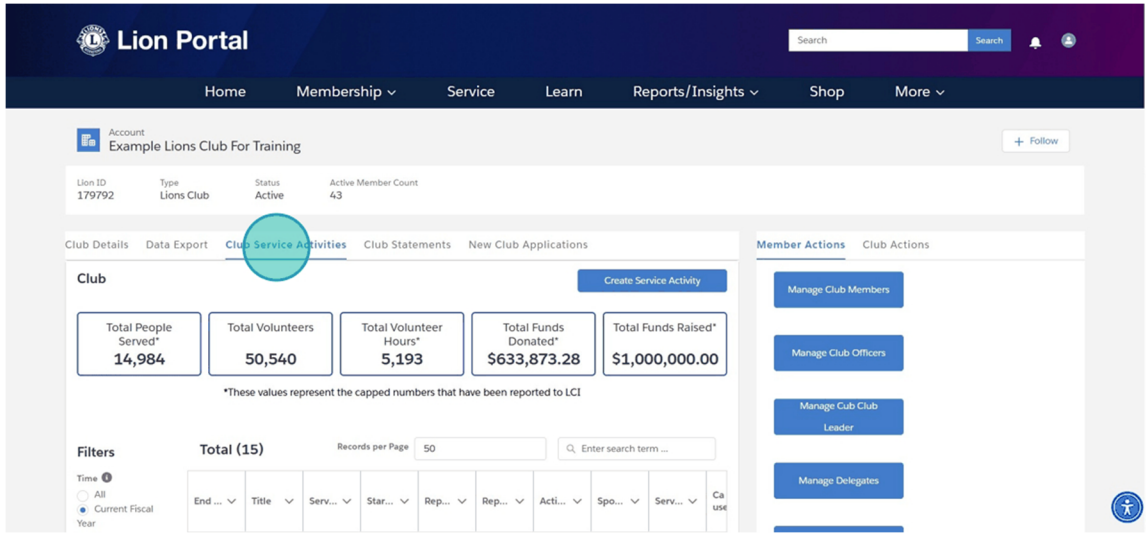 Lion Portal
Search
Search
Home Membership Service Learn Reports/Insights Shop More
Account
Example Lions Club For Training
+ Follow
Lion ID Type Status Active Member Count
179792 Lions Club Active 43
Club Details Data Export Club Service Activities Club Statements New Club Applications
Member Actions Club Actions
Club
Create Service Activity
Manage Club Members
Total People Served*
14,984
Total Volunteers
50,540
Total Volunteer Hours*
5,193
Total Funds Donated*
$633,873.28
Total Funds Raised*
$1,000,000.00
*These values represent the capped numbers that have been reported to LCI
Manage Club Officers
Manage Cub Club
Leader
Manage Delegates
Filters
Total (15)
Records per Page 50
Enter search term ...
Time
All
Current Fiscal
Year
End ... Title Serv... Star... Rep... Rep... Acti... Spo... Serv... Ca
use